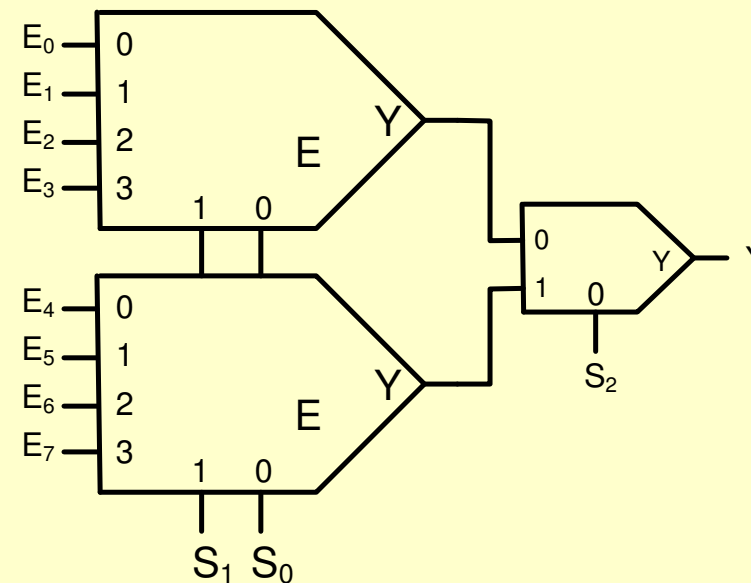 E₀ 0
E₁ 1
E₂ 2
E₃ 3
Y
E
1 0
E₄ 0
E₅ 1
E₆ 2
E₇ 3
Y
E
1 0
S₁ S₀
0
1
Y
0
S₂